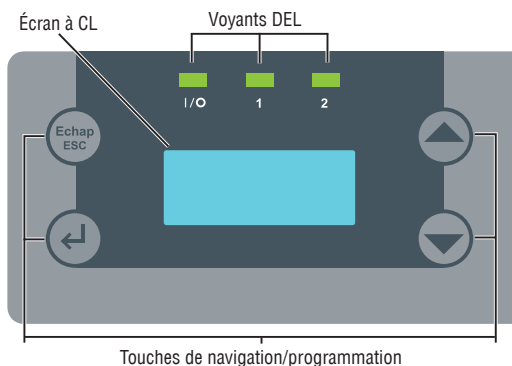 Écran à CL
Voyants DEL
I/O 1 2
Echap
ESC
Touches de navigation/programmation